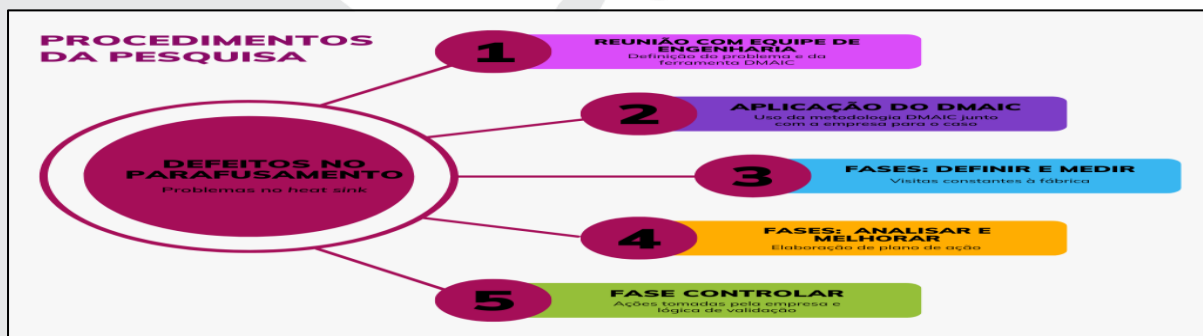 PROCEDIMENTOS
DA PESQUISA
1
REUNIÃO COM EQUIPE DE
ENGENHARIA
Definição do problema e da
ferramenta DMAIC
2
APLICAÇÃO DO DMAIC
Uso da metodologia DMAIC junto
com a empresa para o caso
DEFEITOS NO
PARAFUSAMENTO
Problemas no heat sink
3
FASES: DEFINIR E MEDIR
Visitas constantes à fábrica
4
FASES: ANALISAR E
MELHORAR
Elaboração de plano de ação
5
FASE CONTROLAR
Ações tomadas pela empresa e
lógica de validação